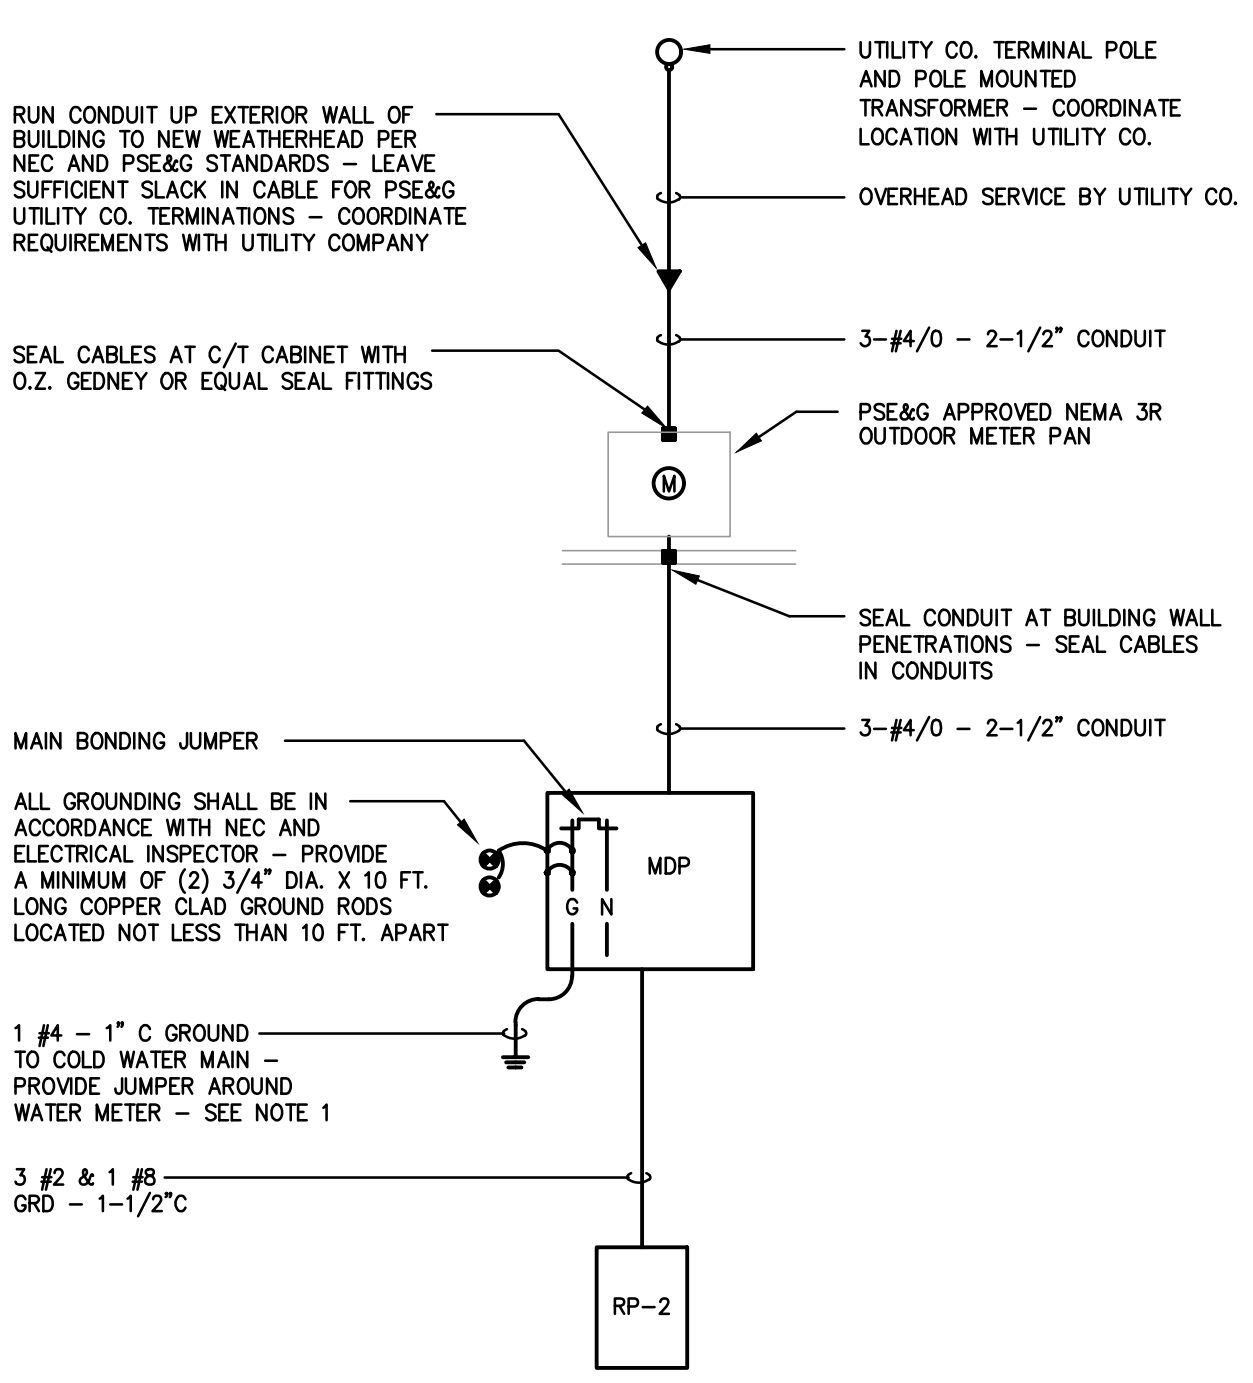 UTILITY CO. TERMINAL POLE
AND POLE MOUNTED
TRANSFORMER – COORDINATE
LOCATION WITH UTILITY CO.
RUN CONDUIT UP EXTERIOR WALL OF
BUILDING TO NEW WEATHERHEAD PER
NEC AND PSE&G STANDARDS – LEAVE
SUFFICIENT SLACK IN CABLE FOR PSE&G
UTILITY CO. TERMINATIONS – COORDINATE
REQUIREMENTS WITH UTILITY COMPANY
OVERHEAD SERVICE BY UTILITY CO.
3-#4/0 – 2-1/2" CONDUIT
SEAL CABLES AT C/T CABINET WITH
O.Z. GEDNEY OR EQUAL SEAL FITTINGS
PSE&G APPROVED NEMA 3R
OUTDOOR METER PAN
M
SEAL CONDUIT AT BUILDING WALL
PENETRATIONS – SEAL CABLES
IN CONDUITS
3-#4/0 – 2-1/2" CONDUIT
MAIN BONDING JUMPER
ALL GROUNDING SHALL BE IN
ACCORDANCE WITH NEC AND
ELECTRICAL INSPECTOR – PROVIDE
A MINIMUM OF (2) 3/4" DIA. X 10 FT.
LONG COPPER CLAD GROUND RODS
LOCATED NOT LESS THAN 10 FT. APART
MDP
G N
1 #4 – 1" C GROUND
TO COLD WATER MAIN –
PROVIDE JUMPER AROUND
WATER METER – SEE NOTE 1
3 #2 & 1 #8
GRD – 1-1/2"C
RP-2